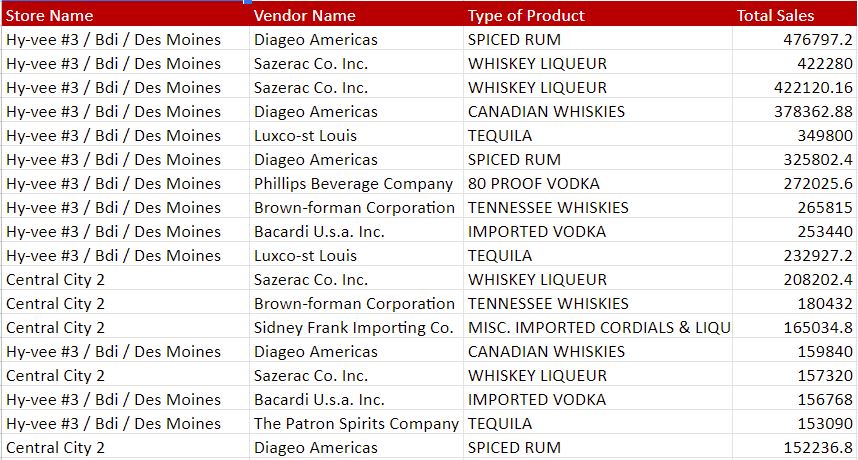 Store Name Vendor Name Type of Product Total Sales
Hy-vee #3 / Bdi / Des Moines Diageo Americas SPICED RUM 476797.2
Hy-vee #3 / Bdi / Des Moines Sazerac Co. Inc. WHISKEY LIQUEUR 422280
Hy-vee #3 / Bdi / Des Moines Sazerac Co. Inc. WHISKEY LIQUEUR 422120.16
Hy-vee #3 / Bdi / Des Moines Diageo Americas CANADIAN WHISKIES 378362.88
Hy-vee #3 / Bdi / Des Moines Luxco-st Louis TEQUILA 349800
Hy-vee #3 / Bdi / Des Moines Diageo Americas SPICED RUM 325802.4
Hy-vee #3 / Bdi / Des Moines Phillips Beverage Company 80 PROOF VODKA 272025.6
Hy-vee #3 / Bdi / Des Moines Brown-forman Corporation TENNESSEE WHISKIES 265815
Hy-vee #3 / Bdi / Des Moines Bacardi U.s.a. Inc. IMPORTED VODKA 253440
Hy-vee #3 / Bdi / Des Moines Luxco-st Louis TEQUILA 232927.2
Central City 2 Sazerac Co. Inc. WHISKEY LIQUEUR 208202.4
Central City 2 Brown-forman Corporation TENNESSEE WHISKIES 180432
Central City 2 Sidney Frank Importing Co. MISC. IMPORTED CORDIALS & LIQU 165034.8
Hy-vee #3 / Bdi / Des Moines Diageo Americas CANADIAN WHISKIES 159840
Central City 2 Sazerac Co. Inc. WHISKEY LIQUEUR 157320
Hy-vee #3 / Bdi / Des Moines Bacardi U.s.a. Inc. IMPORTED VODKA 156768
Hy-vee #3 / Bdi / Des Moines The Patron Spirits Company TEQUILA 153090
Central City 2 Diageo Americas SPICED RUM 152236.8